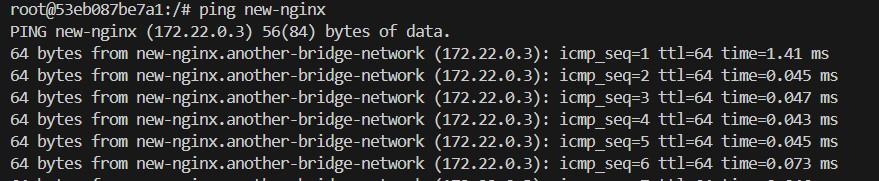 root@53eb087be7a1:/# ping new-nginx
PING new-nginx (172.22.0.3) 56(84) bytes of data.
64 bytes from new-nginx.another-bridge-network (172.22.0.3): icmp_seq=1 ttl=64 time=1.41 ms
64 bytes from new-nginx.another-bridge-network (172.22.0.3): icmp_seq=2 ttl=64 time=0.045 ms
64 bytes from new-nginx.another-bridge-network (172.22.0.3): icmp_seq=3 ttl=64 time=0.047 ms
64 bytes from new-nginx.another-bridge-network (172.22.0.3): icmp_seq=4 ttl=64 time=0.043 ms
64 bytes from new-nginx.another-bridge-network (172.22.0.3): icmp_seq=5 ttl=64 time=0.045 ms
64 bytes from new-nginx.another-bridge-network (172.22.0.3): icmp_seq=6 ttl=64 time=0.073 ms